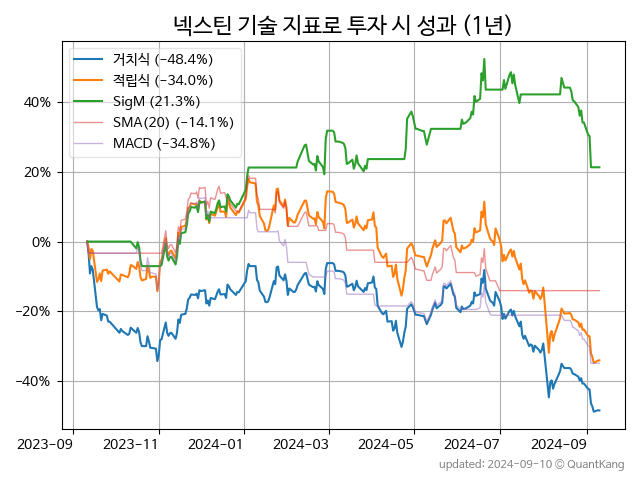 넥스틴 기술 지표로 투자 시 성과 (1년)
거치식 (−48.4%)
적립식 (−34.0%)
SigM (21.3%)
SMA(20) (−14.1%)
MACD (−34.8%)
40%
20%
0%
−20%
−40%
2023-09 2023-11 2024-01 2024-03 2024-05 2024-07 2024-09
updated: 2024-09-10 ⓒ QuantKang